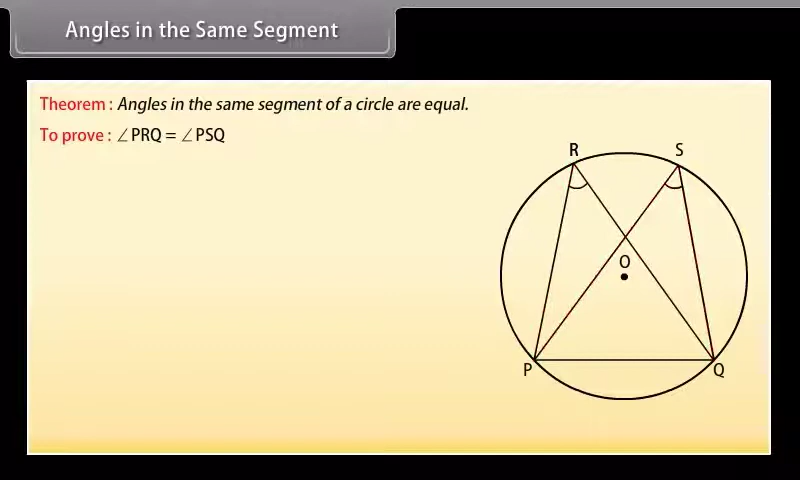 Angles in the Same Segment
Theorem : Angles in the same segment of a circle are equal.
To prove : ∠PRQ = ∠PSQ
R S
O
P Q